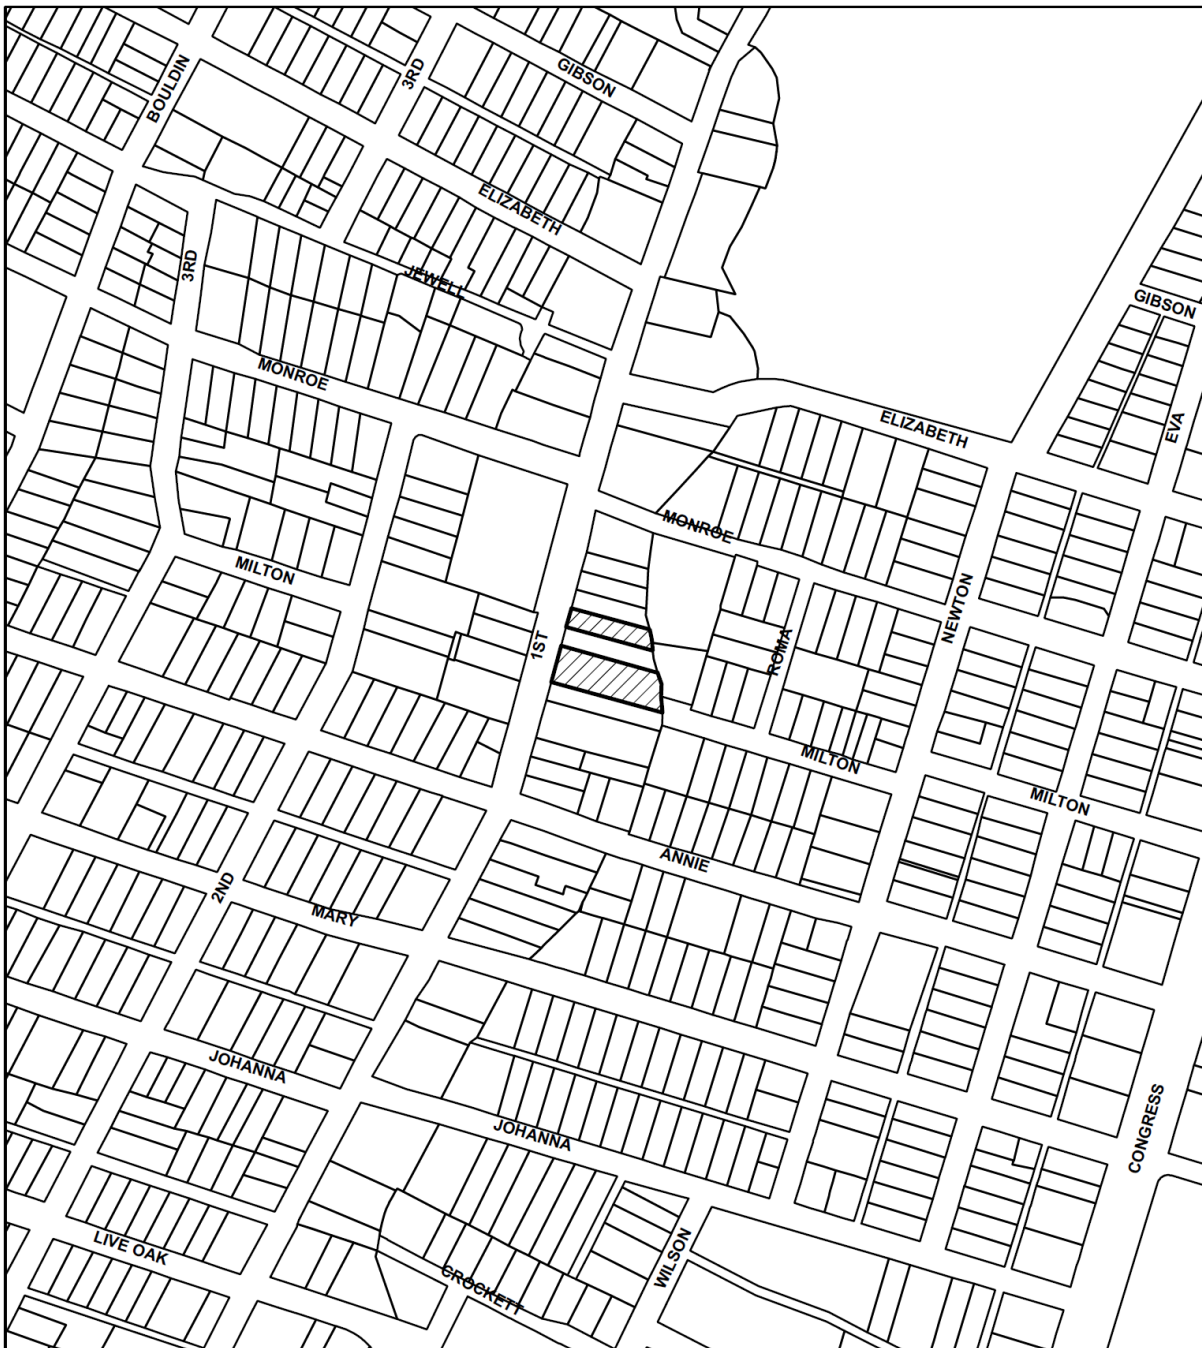 GIBSON
3RD
BOULDIN
ELIZABETH
3RD
JEWELL
GIBSON
MONROE
ELIZABETH
EVA
MONROE
MILTON
NEWTON
1ST
ROMA
MILTON
MILTON
ANNIE
2ND
MARY
JOHANNA
JOHANNA
CONGRESS
LIVE OAK
WILSON
CROCKETT